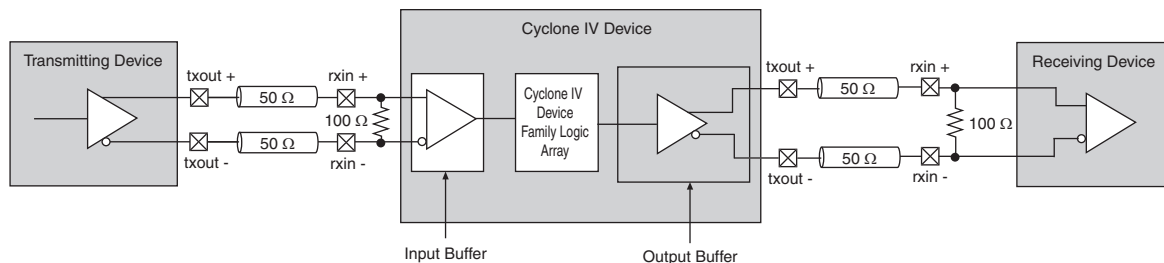 Cyclone IV Device
Transmitting Device
txout +
rxin +
50 Ω
100 Ω
50 Ω
txout -
rxin -
Cyclone IV
Device
Family Logic
Array
txout +
rxin +
50 Ω
100 Ω
50 Ω
txout -
rxin -
Receiving Device
Input Buffer
Output Buffer